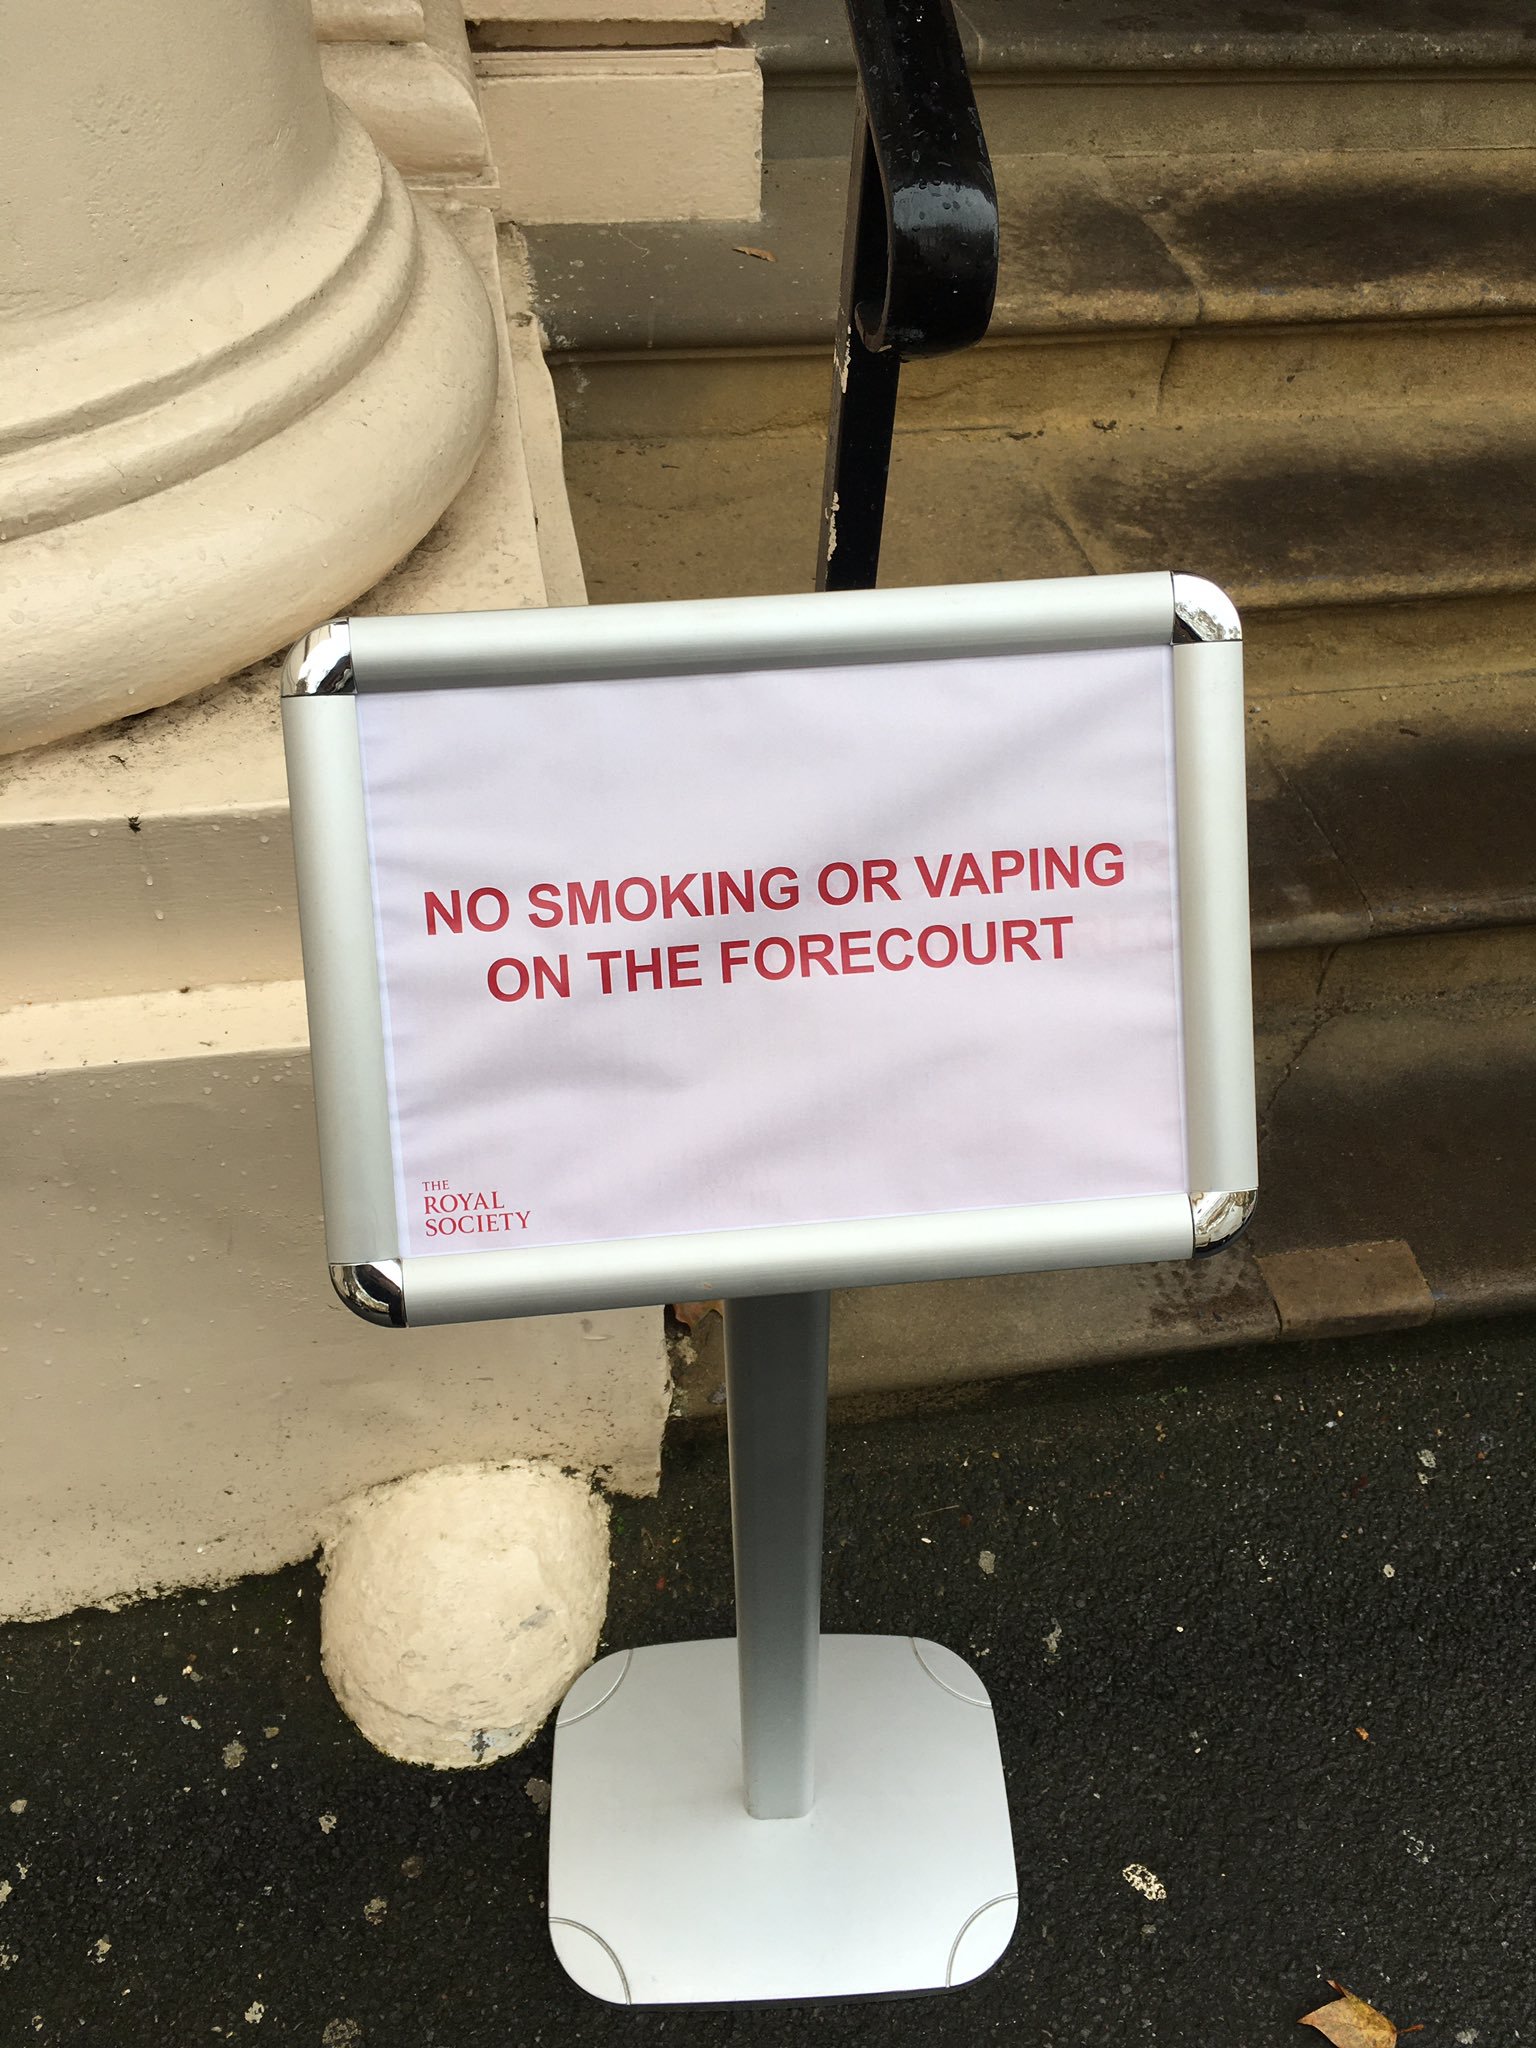 NO SMOKING OR VAPING
ON THE FORECOURT
THE
ROYAL
SOCIETY